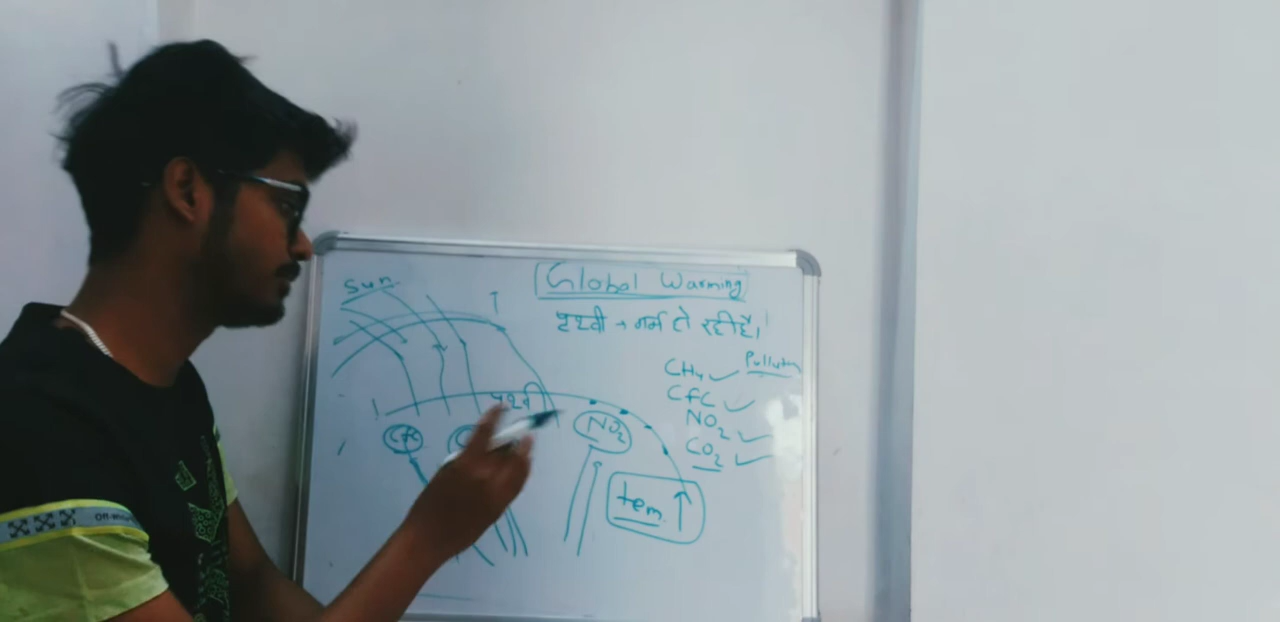 Sun
Global Warming
पृथ्वी → गर्म हो रही है।
Pollution
CH4 ✓
CFC ✓
NO2 ✓
CO2 ✓
पृथ्वी
CFC
NO2
tem. ↑